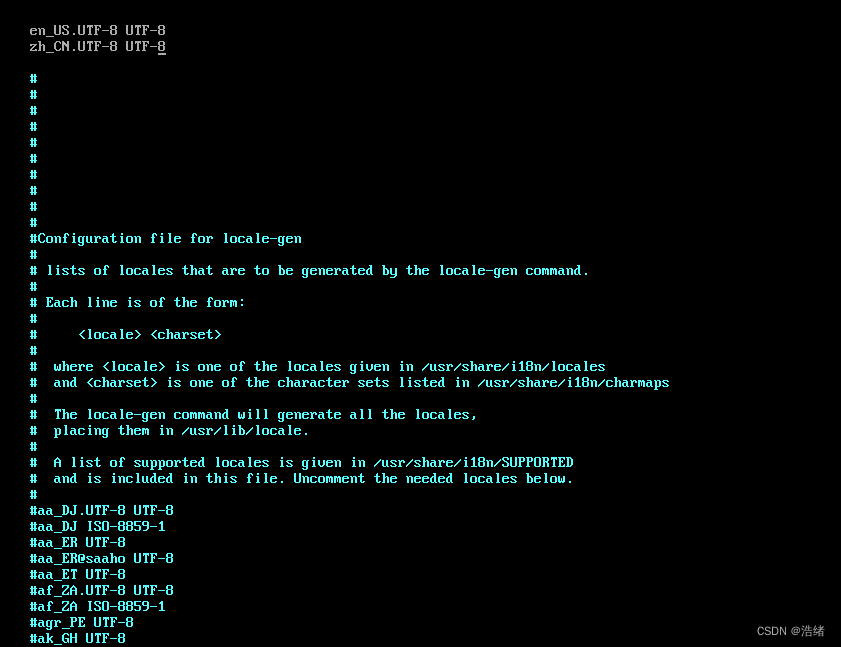 en_US.UTF-8 UTF-8
zh_CN.UTF-8 UTF-8
#
#
#
#
#
#
#
#
#
#
#Configuration file for locale-gen
#
# lists of locales that are to be generated by the locale-gen command.
#
# Each line is of the form:
#
#     <locale> <charset>
#
#  where <locale> is one of the locales given in /usr/share/i18n/locales
#  and <charset> is one of the character sets listed in /usr/share/i18n/charmaps
#
#  The locale-gen command will generate all the locales,
#  placing them in /usr/lib/locale.
#
#  A list of supported locales is given in /usr/share/i18n/SUPPORTED
#  and is included in this file. Uncomment the needed locales below.
#
#aa_DJ.UTF-8 UTF-8
#aa_DJ ISO-8859-1
#aa_ER UTF-8
#aa_ER@saaho UTF-8
#aa_ET UTF-8
#af_ZA.UTF-8 UTF-8
#af_ZA ISO-8859-1
#agr_PE UTF-8
#ak_GH UTF-8
CSDN @浩绪